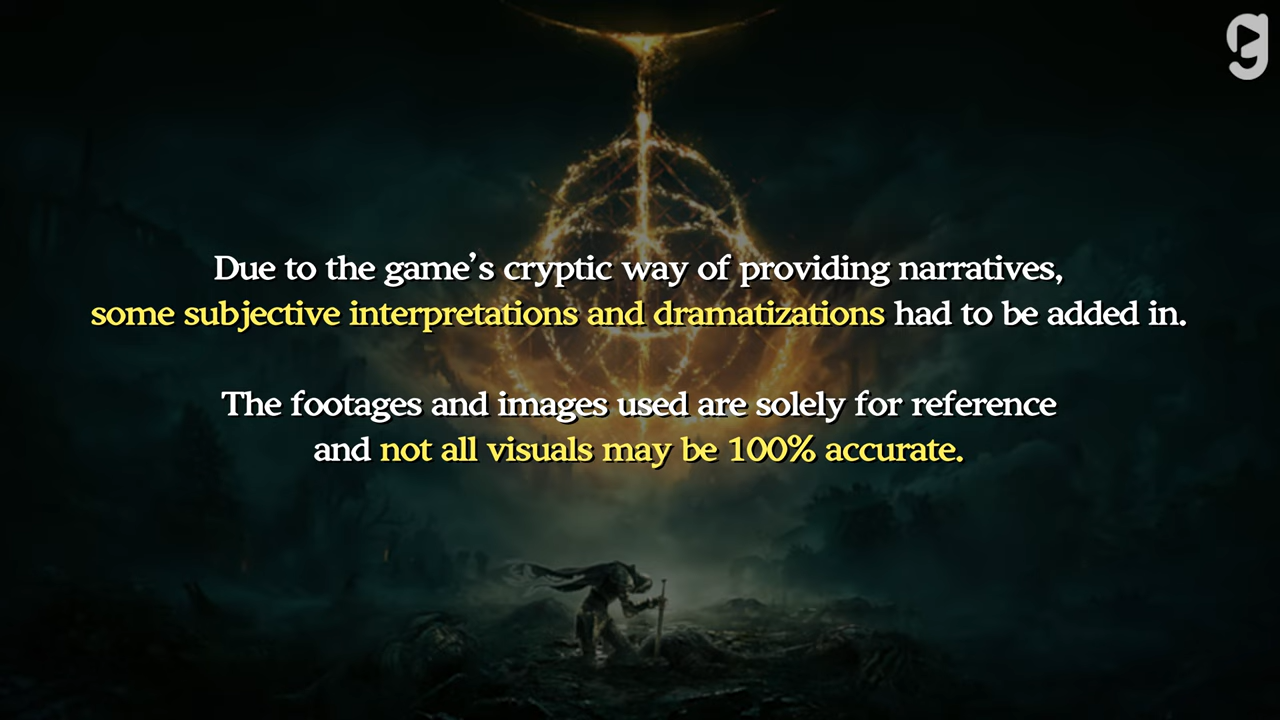 Due to the game's cryptic way of providing narratives,
some subjective interpretations and dramatizations had to be added in.
The footages and images used are solely for reference
and not all visuals may be 100% accurate.